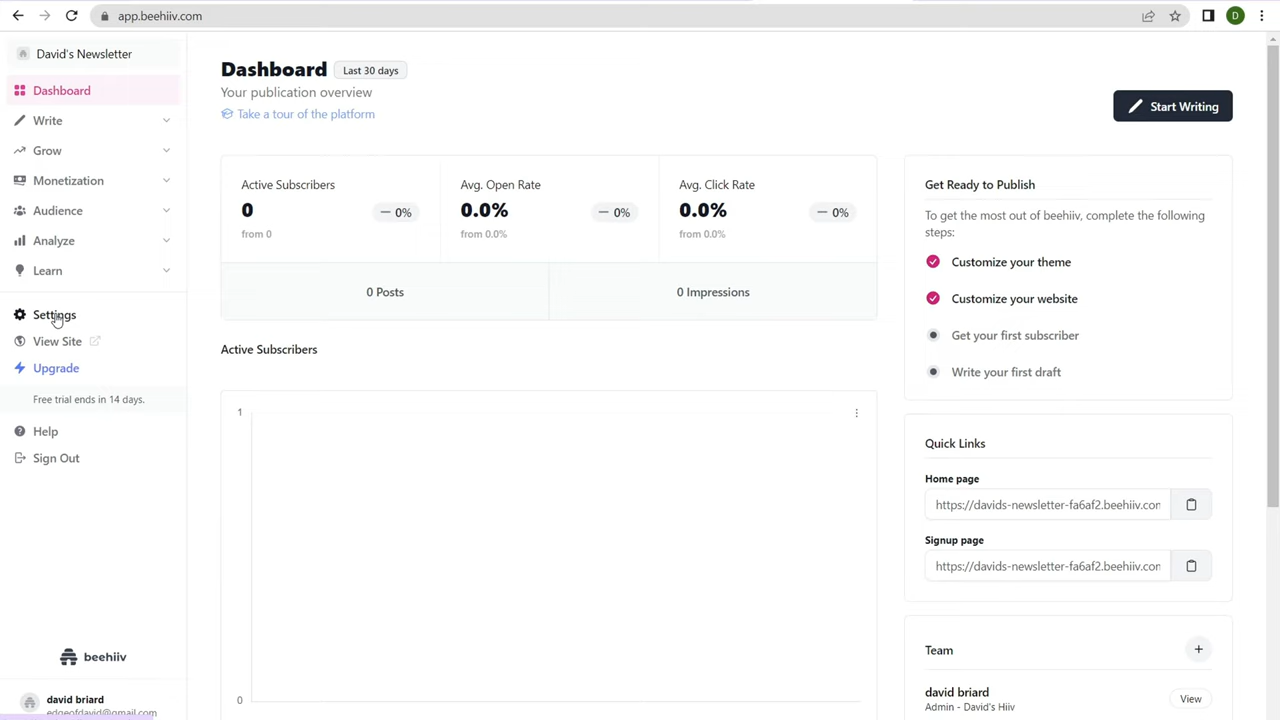 app.beehiiv.com
D
David's Newsletter
Dashboard
Write
Grow
Monetization
Audience
Analyze
Learn
Settings
View Site
Upgrade
Free trial ends in 14 days.
Help
Sign Out
beehiiv
david briard
edgeofdavid@gmail.com
Dashboard Last 30 days
Your publication overview
Take a tour of the platform
Start Writing
Active Subscribers
0
0%
from 0
Avg. Open Rate
0.0%
0%
from 0.0%
Avg. Click Rate
0.0%
0%
from 0.0%
0 Posts
0 Impressions
Active Subscribers
1
0
Get Ready to Publish
To get the most out of beehiiv, complete the following
steps:
Customize your theme
Customize your website
Get your first subscriber
Write your first draft
Quick Links
Home page
https://davids-newsletter-fa6af2.beehiiv.con
Signup page
https://davids-newsletter-fa6af2.beehiiv.con
Team
+
david briard
Admin - David's Hiiv
View